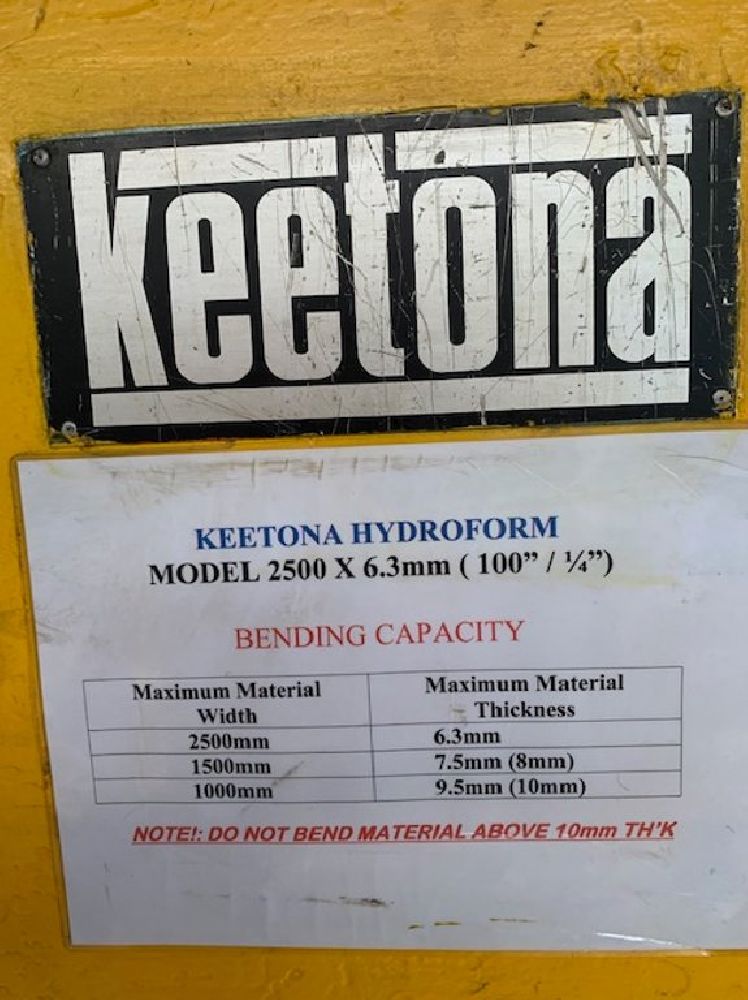 keetona
KEETONA HYDROFORM
MODEL 2500 X 6.3mm ( 100” / ¼”)
BENDING CAPACITY
Maximum Material Width
Maximum Material Thickness
2500mm 6.3mm
1500mm 7.5mm (8mm)
1000mm 9.5mm (10mm)
NOTE!: DO NOT BEND MATERIAL ABOVE 10mm TH'K